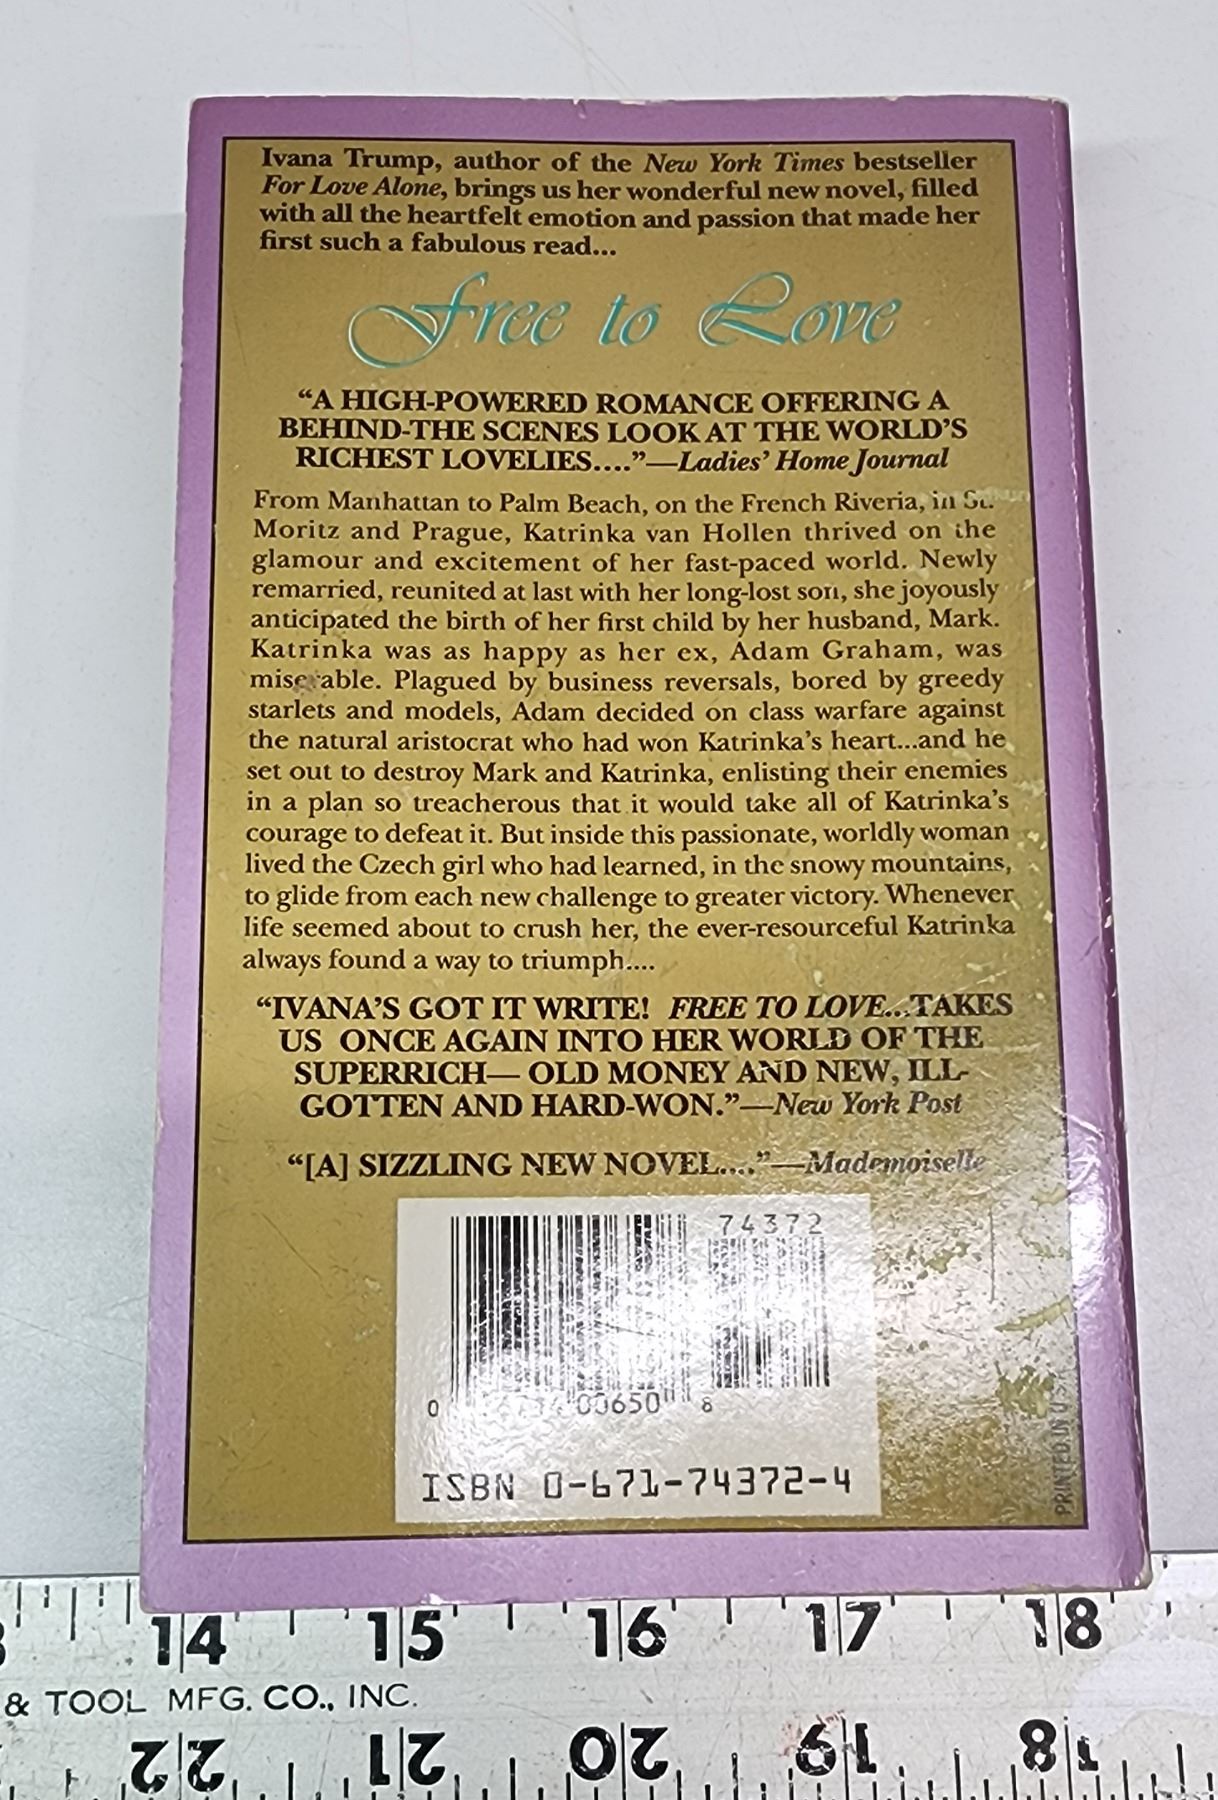 Ivana Trump, author of the New York Times bestseller
For Love Alone, brings us her wonderful new novel, filled
with all the heartfelt emotion and passion that made her
first such a fabulous read...
Free to Love
“A HIGH-POWERED ROMANCE OFFERING A
BEHIND-THE SCENES LOOK AT THE WORLD’S
RICHEST LOVELIES....”—Ladies’ Home Journal
From Manhattan to Palm Beach, on the French Riveria, in St.
Moritz and Prague, Katrinka van Hollen thrived on the
glamour and excitement of her fast-paced world. Newly
remarried, reunited at last with her long-lost son, she joyously
anticipated the birth of her first child by her husband, Mark.
Katrinka was as happy as her ex, Adam Graham, was
miserable. Plagued by business reversals, bored by greedy
starlets and models, Adam decided on class warfare against
the natural aristocrat who had won Katrinka’s heart...and he
set out to destroy Mark and Katrinka, enlisting their enemies
in a plan so treacherous that it would take all of Katrinka’s
courage to defeat it. But inside this passionate, worldly woman
lived the Czech girl who had learned, in the snowy mountains,
to glide from each new challenge to greater victory. Whenever
life seemed about to crush her, the ever-resourceful Katrinka
always found a way to triumph....
“IVANA’S GOT IT WRITE! FREE TO LOVE...TAKES
US ONCE AGAIN INTO HER WORLD OF THE
SUPERRICH— OLD MONEY AND NEW, ILL-
GOTTEN AND HARD-WON.”—New York Post
“[A] SIZZLING NEW NOVEL....”—Mademoiselle
74372
0 00650 8
ISBN 0-671-74372-4
PRINTED IN U.S.
14 15 16 17 18
& TOOL MFG. CO., INC.
22 21 20 19 18